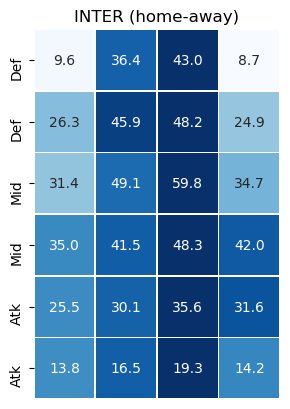 INTER (home-away)
Def 9.6 36.4 43.0 8.7
Def 26.3 45.9 48.2 24.9
Mid 31.4 49.1 59.8 34.7
Mid 35.0 41.5 48.3 42.0
Atk 25.5 30.1 35.6 31.6
Atk 13.8 16.5 19.3 14.2